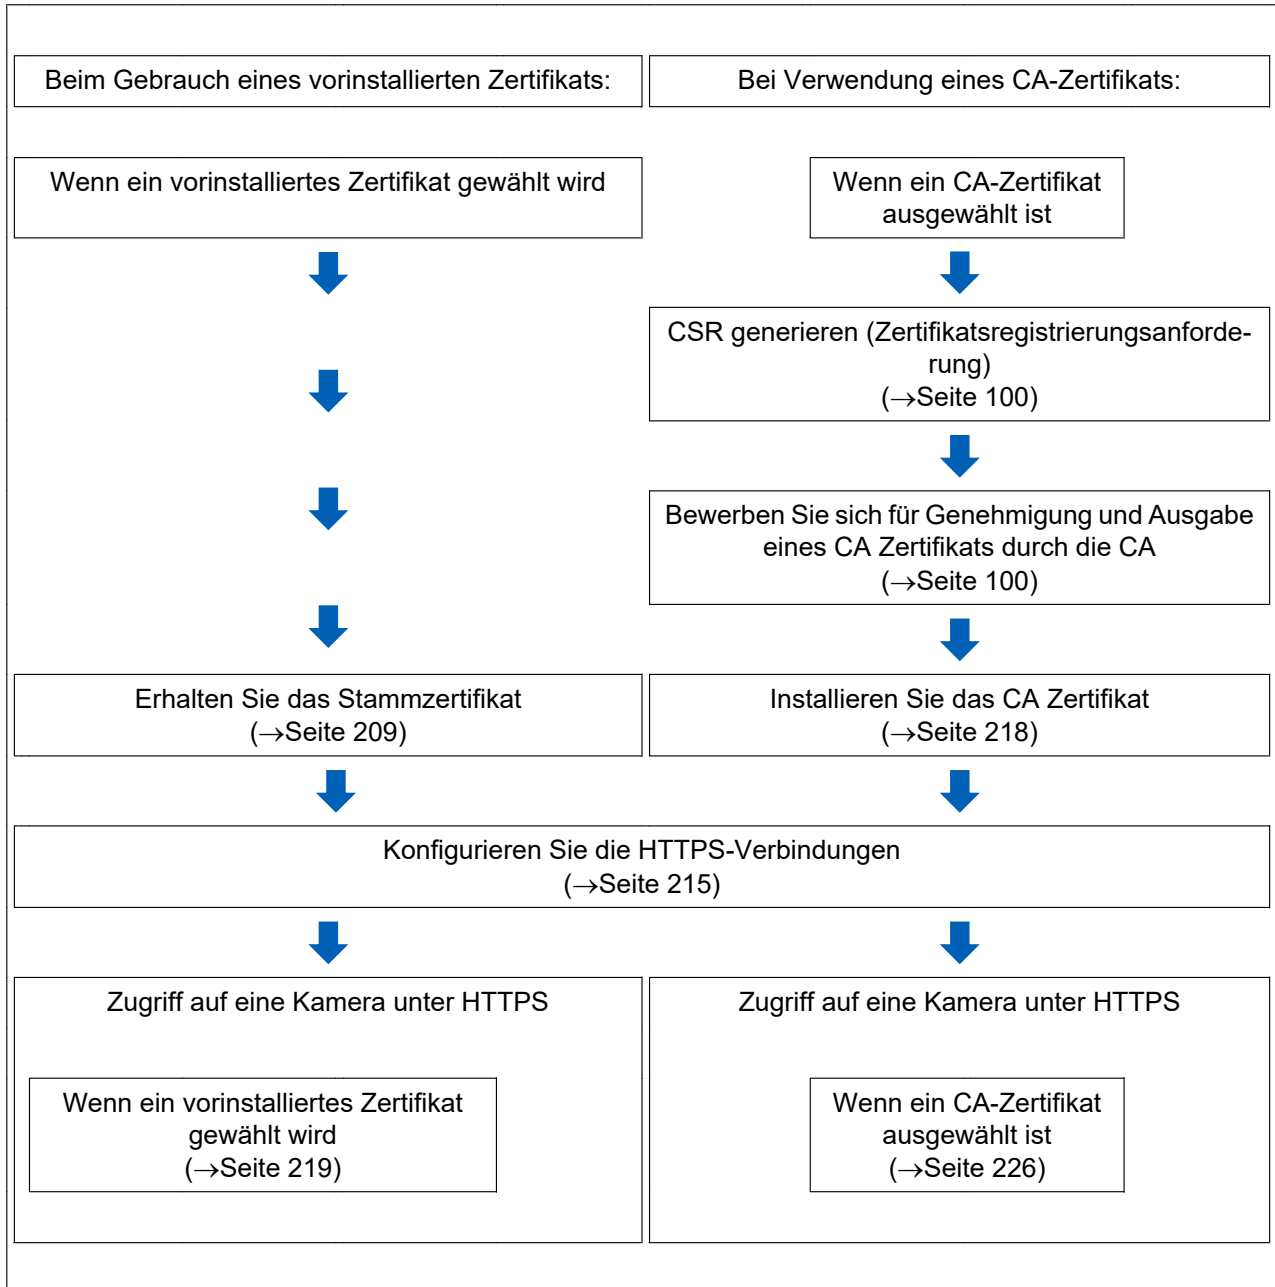 Beim Gebrauch eines vorinstallierten Zertifikats:
Bei Verwendung eines CA-Zertifikats:
Wenn ein vorinstalliertes Zertifikat gewählt wird
Wenn ein CA-Zertifikat
ausgewählt ist
CSR generieren (Zertifikatsregistrierungsanforde-
rung)
(→Seite 100)
Bewerben Sie sich für Genehmigung und Ausgabe
eines CA Zertifikats durch die CA
(→Seite 100)
Erhalten Sie das Stammzertifikat
(→Seite 209)
Installieren Sie das CA Zertifikat
(→Seite 218)
Konfigurieren Sie die HTTPS-Verbindungen
(→Seite 215)
Zugriff auf eine Kamera unter HTTPS
Wenn ein vorinstalliertes Zertifikat
gewählt wird
(→Seite 219)
Zugriff auf eine Kamera unter HTTPS
Wenn ein CA-Zertifikat
ausgewählt ist
(→Seite 226)